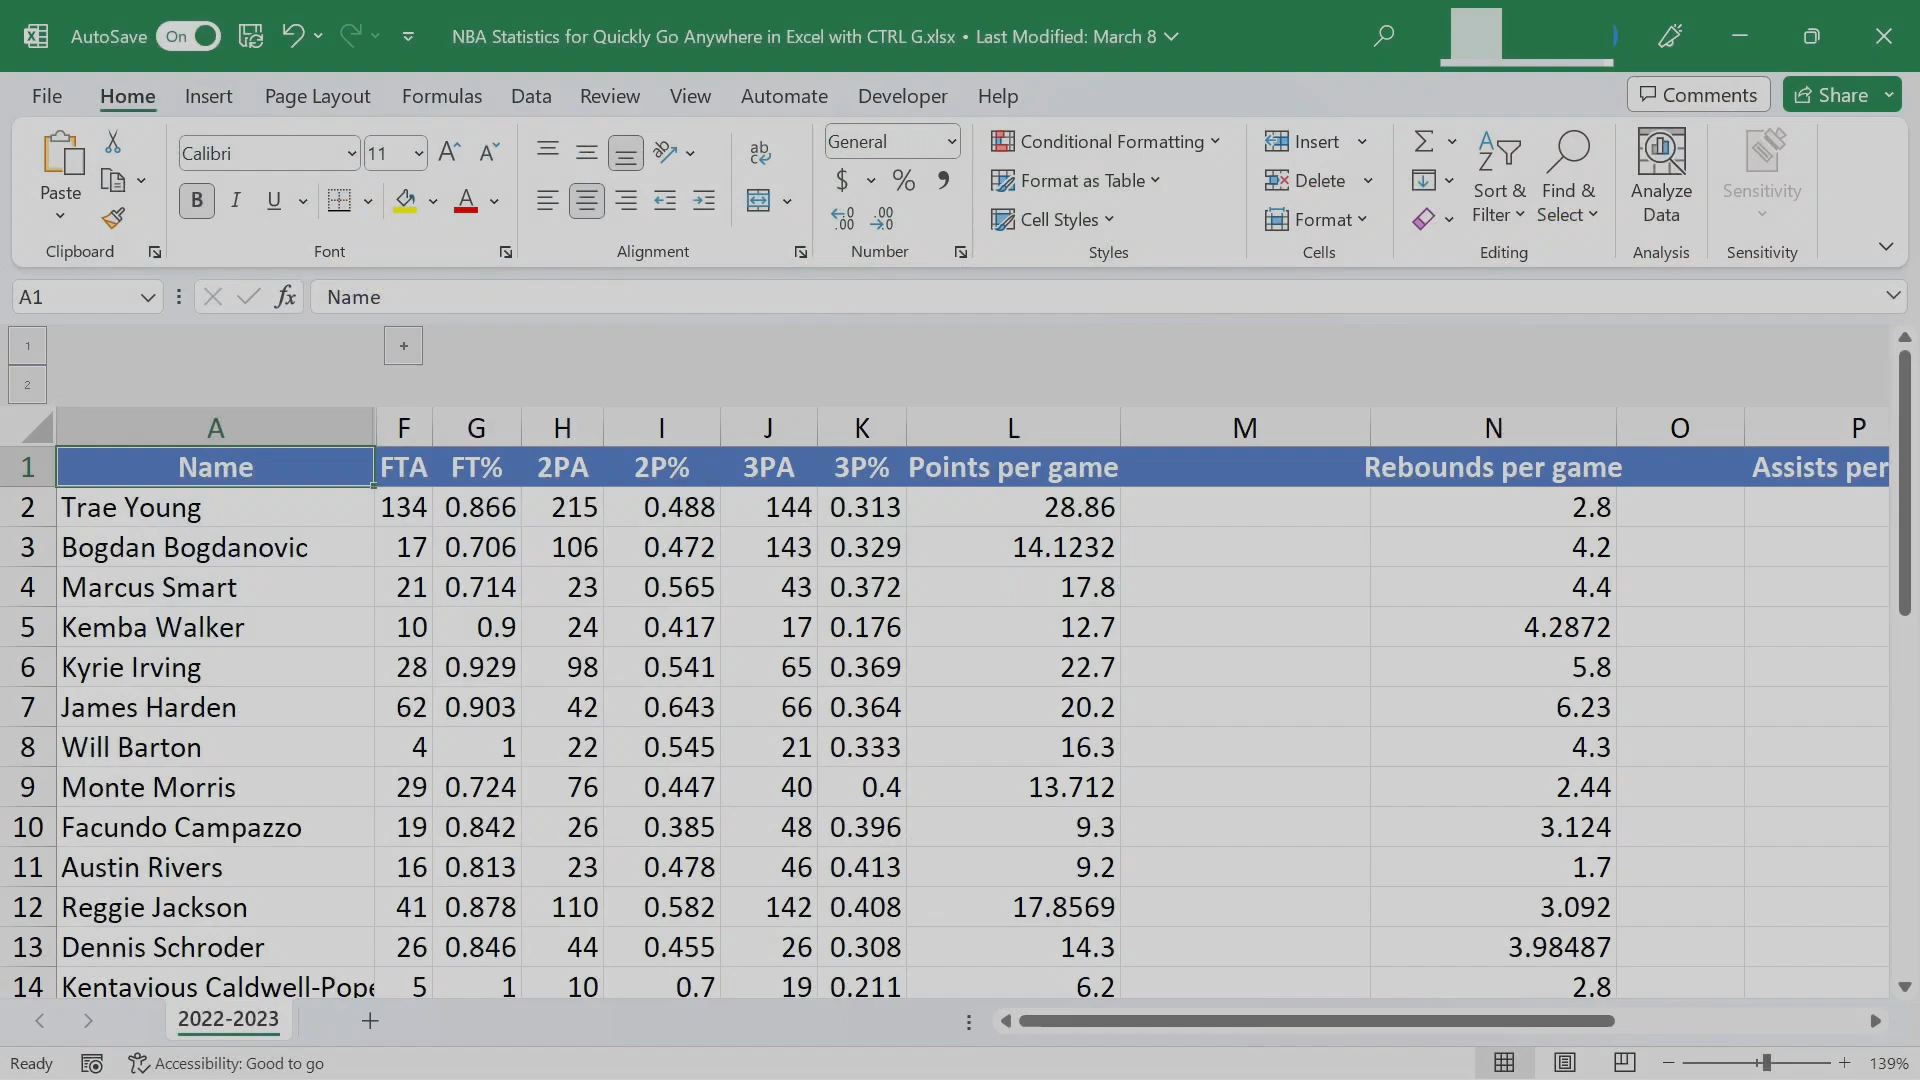 AutoSave On NBA Statistics for Quickly Go Anywhere in Excel with CTRL G.xlsx • Last Modified: March 8
File Home Insert Page Layout Formulas Data Review View Automate Developer Help Comments Share
Paste Calibri 11 General Conditional Formatting Insert
B I U Format as Table Delete Sort & Find & Analyze Sensitivity
Cell Styles Format Filter Select Data
Clipboard Font Alignment Number Styles Cells Editing Analysis Sensitivity
A1 fx Name
1 +
2
A F G H I J K L M N O P
1 Name FTA FT% 2PA 2P% 3PA 3P% Points per game Rebounds per game Assists per
2 Trae Young 134 0.866 215 0.488 144 0.313 28.86 2.8
3 Bogdan Bogdanovic 17 0.706 106 0.472 143 0.329 14.1232 4.2
4 Marcus Smart 21 0.714 23 0.565 43 0.372 17.8 4.4
5 Kemba Walker 10 0.9 24 0.417 17 0.176 12.7 4.2872
6 Kyrie Irving 28 0.929 98 0.541 65 0.369 22.7 5.8
7 James Harden 62 0.903 42 0.643 66 0.364 20.2 6.23
8 Will Barton 4 1 22 0.545 21 0.333 16.3 4.3
9 Monte Morris 29 0.724 76 0.447 40 0.4 13.712 2.44
10 Facundo Campazzo 19 0.842 26 0.385 48 0.396 9.3 3.124
11 Austin Rivers 16 0.813 23 0.478 46 0.413 9.2 1.7
12 Reggie Jackson 41 0.878 110 0.582 142 0.408 17.8569 3.092
13 Dennis Schroder 26 0.846 44 0.455 26 0.308 14.3 3.98487
14 Kentavious Caldwell-Pope 5 1 10 0.7 19 0.211 6.2 2.8
2022-2023
Ready Accessibility: Good to go 139%